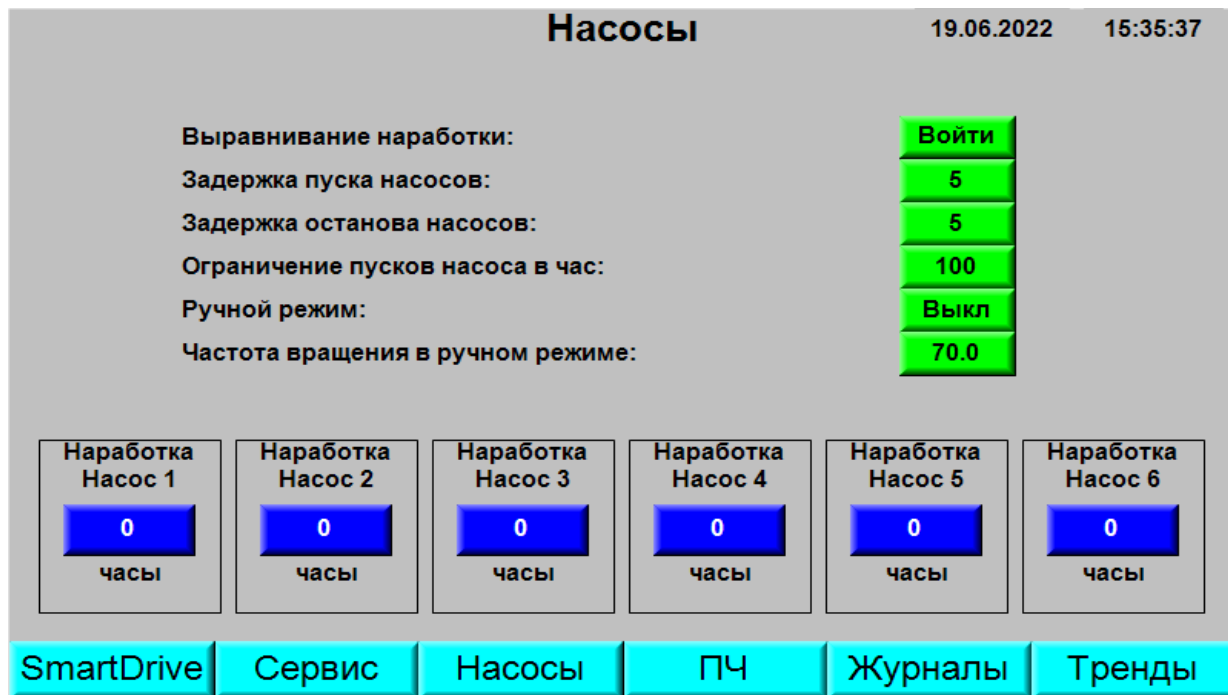 Насосы 19.06.2022 15:35:37
Выравнивание наработки: Войти
Задержка пуска насосов: 5
Задержка останова насосов: 5
Ограничение пусков насоса в час: 100
Ручной режим: Выкл
Частота вращения в ручном режиме: 70.0
Наработка Наработка Наработка Наработка Наработка Наработка
Насос 1 Насос 2 Насос 3 Насос 4 Насос 5 Насос 6
0 0 0 0 0 0
часы часы часы часы часы часы
SmartDrive Сервис Насосы ПЧ Журналы Тренды